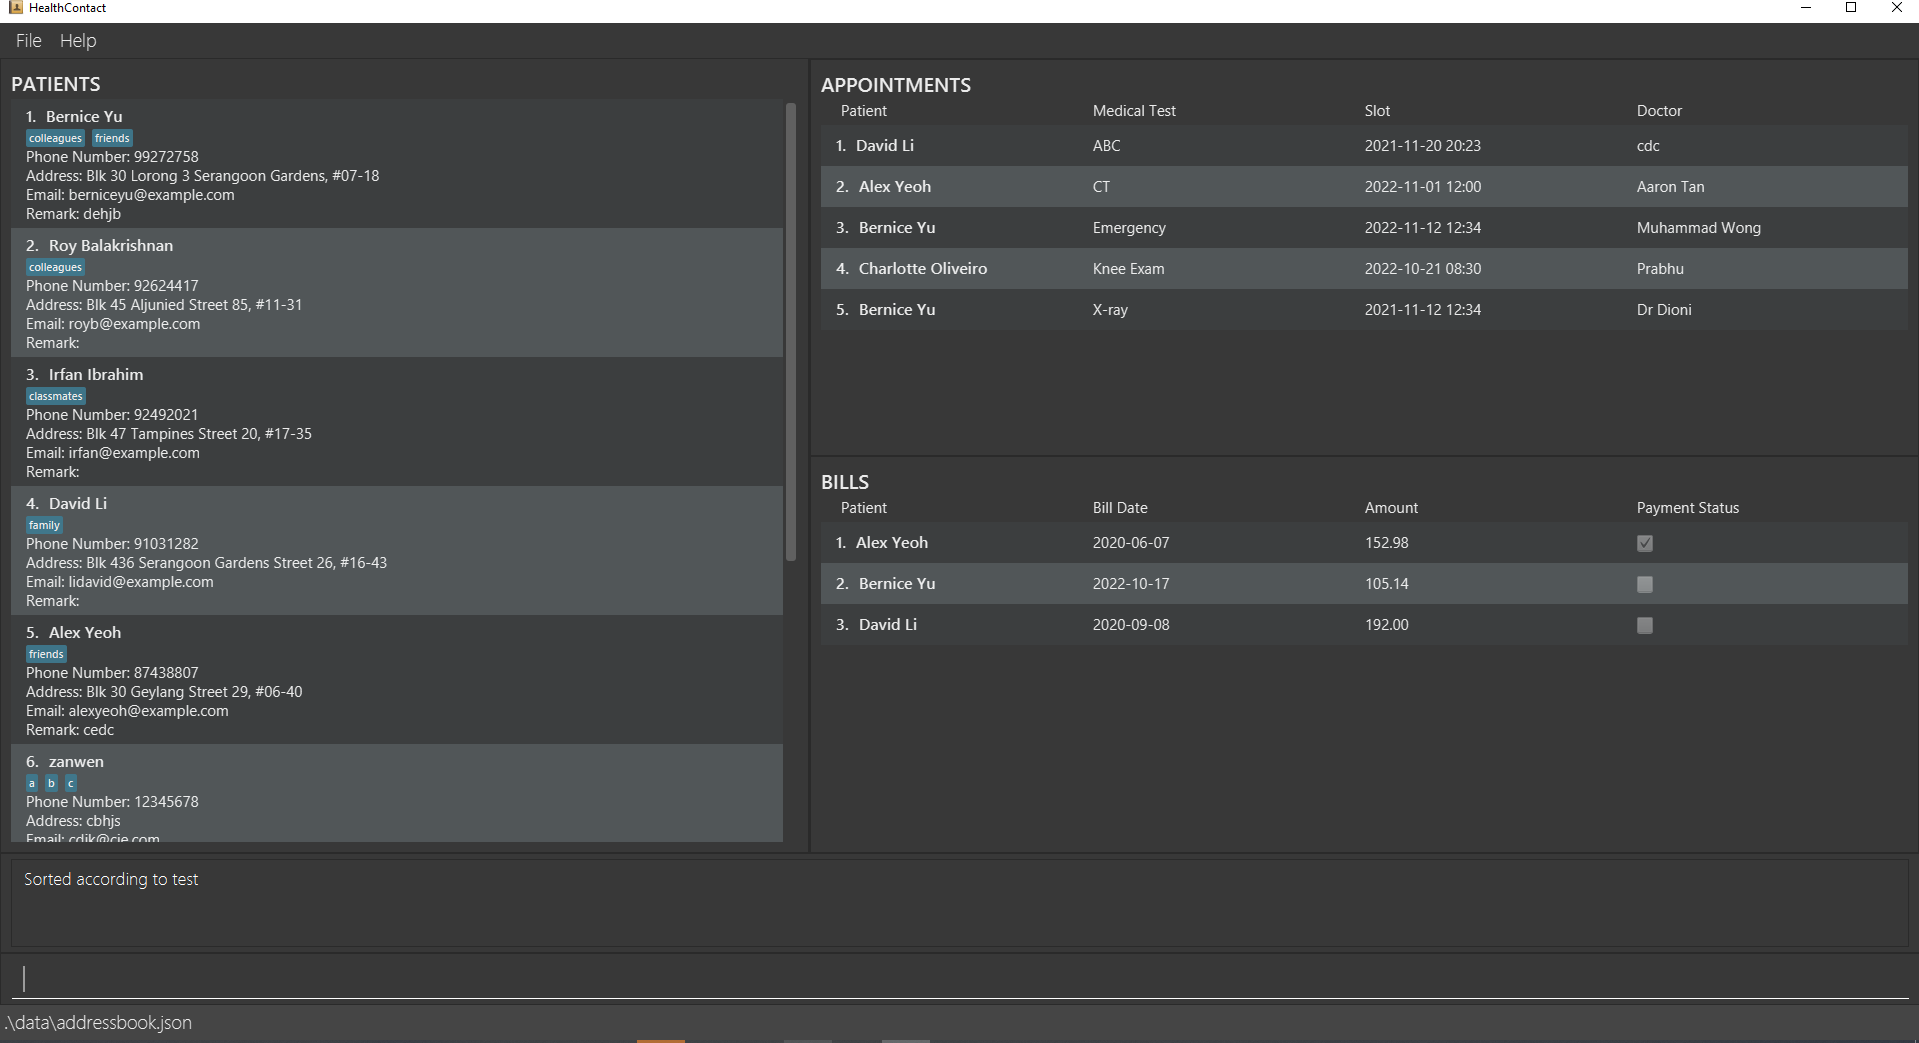 HealthContact
File Help
PATIENTS
1. Bernice Yu
colleagues friends
Phone Number: 99272758
Address: Blk 30 Lorong 3 Serangoon Gardens, #07-18
Email: berniceyu@example.com
Remark: dehjb
2. Roy Balakrishnan
colleagues
Phone Number: 92624417
Address: Blk 45 Aljunied Street 85, #11-31
Email: royb@example.com
Remark:
3. Irfan Ibrahim
classmates
Phone Number: 92492021
Address: Blk 47 Tampines Street 20, #17-35
Email: irfan@example.com
Remark:
4. David Li
family
Phone Number: 91031282
Address: Blk 436 Serangoon Gardens Street 26, #16-43
Email: lidavid@example.com
Remark:
5. Alex Yeoh
friends
Phone Number: 87438807
Address: Blk 30 Geylang Street 29, #06-40
Email: alexyeoh@example.com
Remark: cedc
6. zanwen
a b c
Phone Number: 12345678
Address: cbhjs
Email:
APPOINTMENTS
Patient Medical Test Slot Doctor
1. David Li ABC 2021-11-20 20:23 cdc
2. Alex Yeoh CT 2022-11-01 12:00 Aaron Tan
3. Bernice Yu Emergency 2022-11-12 12:34 Muhammad Wong
4. Charlotte Oliveiro Knee Exam 2022-10-21 08:30 Prabhu
5. Bernice Yu X-ray 2021-11-12 12:34 Dr Dioni
BILLS
Patient Bill Date Amount Payment Status
1. Alex Yeoh 2020-06-07 152.98
2. Bernice Yu 2022-10-17 105.14
3. David Li 2020-09-08 192.00
Sorted according to test
.\data\addressbook.json